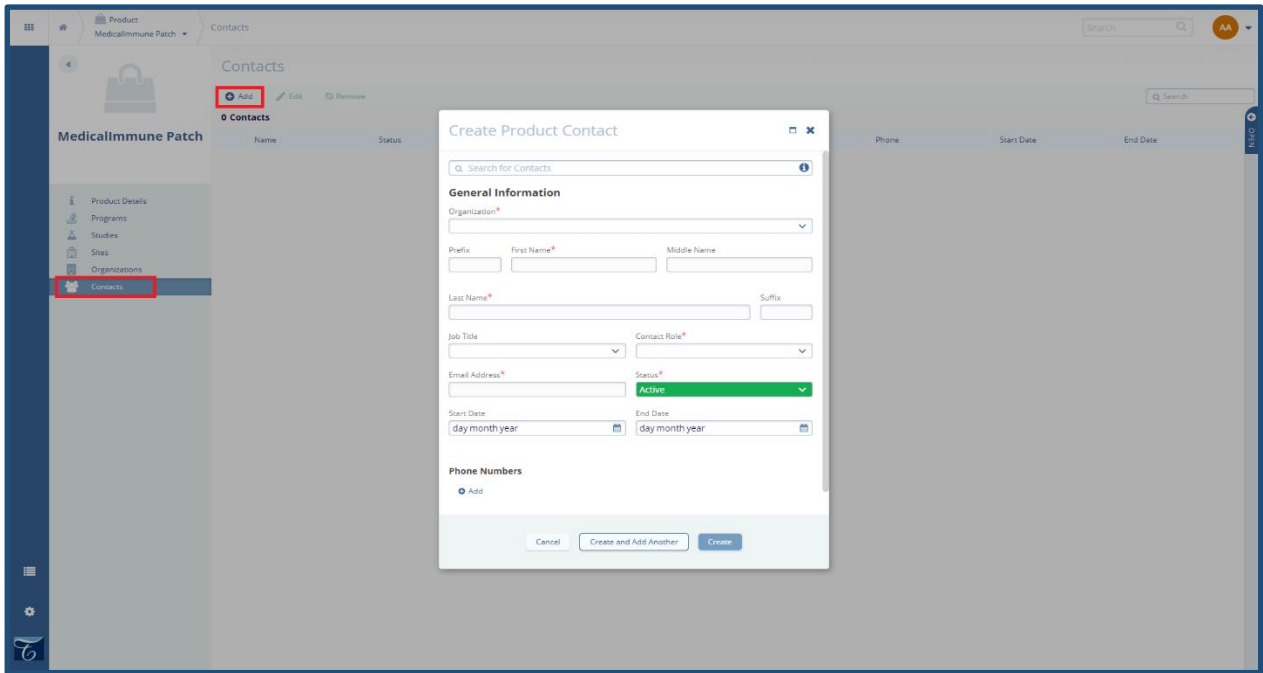 Product
MedicalImmune Patch
Contacts
Search
AA
Contacts
Add Edit Remove
Search
0 Contacts
Name Status Phone Start Date End Date
OPEN
MedicalImmune Patch
Product Details
Programs
Studies
Sites
Organizations
Contacts
Create Product Contact
Search for Contacts
General Information
Organization*
Prefix First Name* Middle Name
Last Name* Suffix
Job Title Contact Role*
Email Address* Status*
Active
Start Date End Date
day month year day month year
Phone Numbers
Add
Cancel Create and Add Another Create